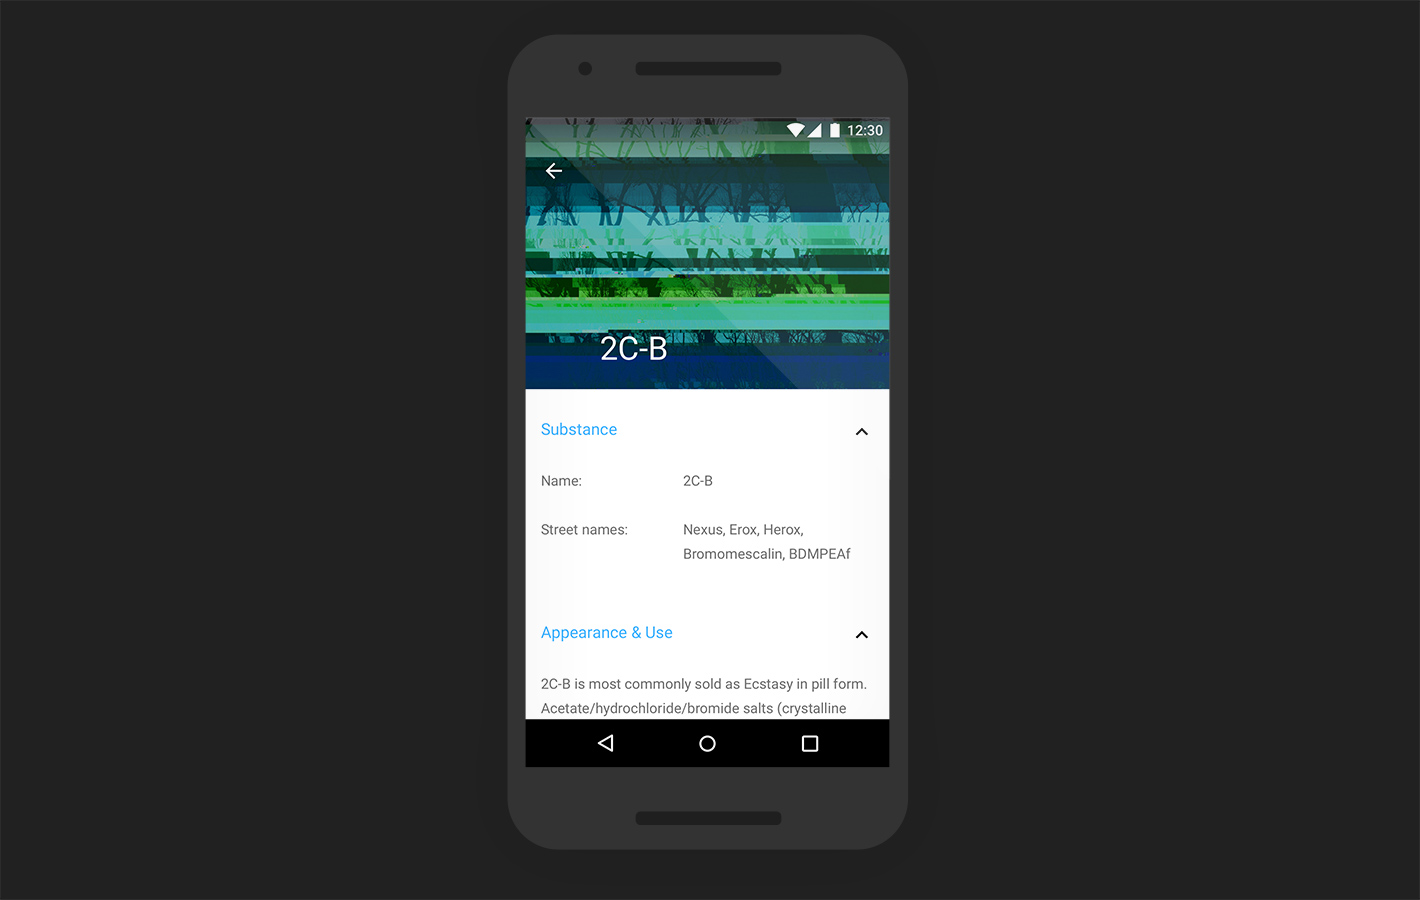 12:30
2C-B
Substance
Name: 2C-B
Street names: Nexus, Erox, Herox,
Bromomescalin, BDMPEAf
Appearance & Use
2C-B is most commonly sold as Ecstasy in pill form.
Acetate/hydrochloride/bromide salts (crystalline